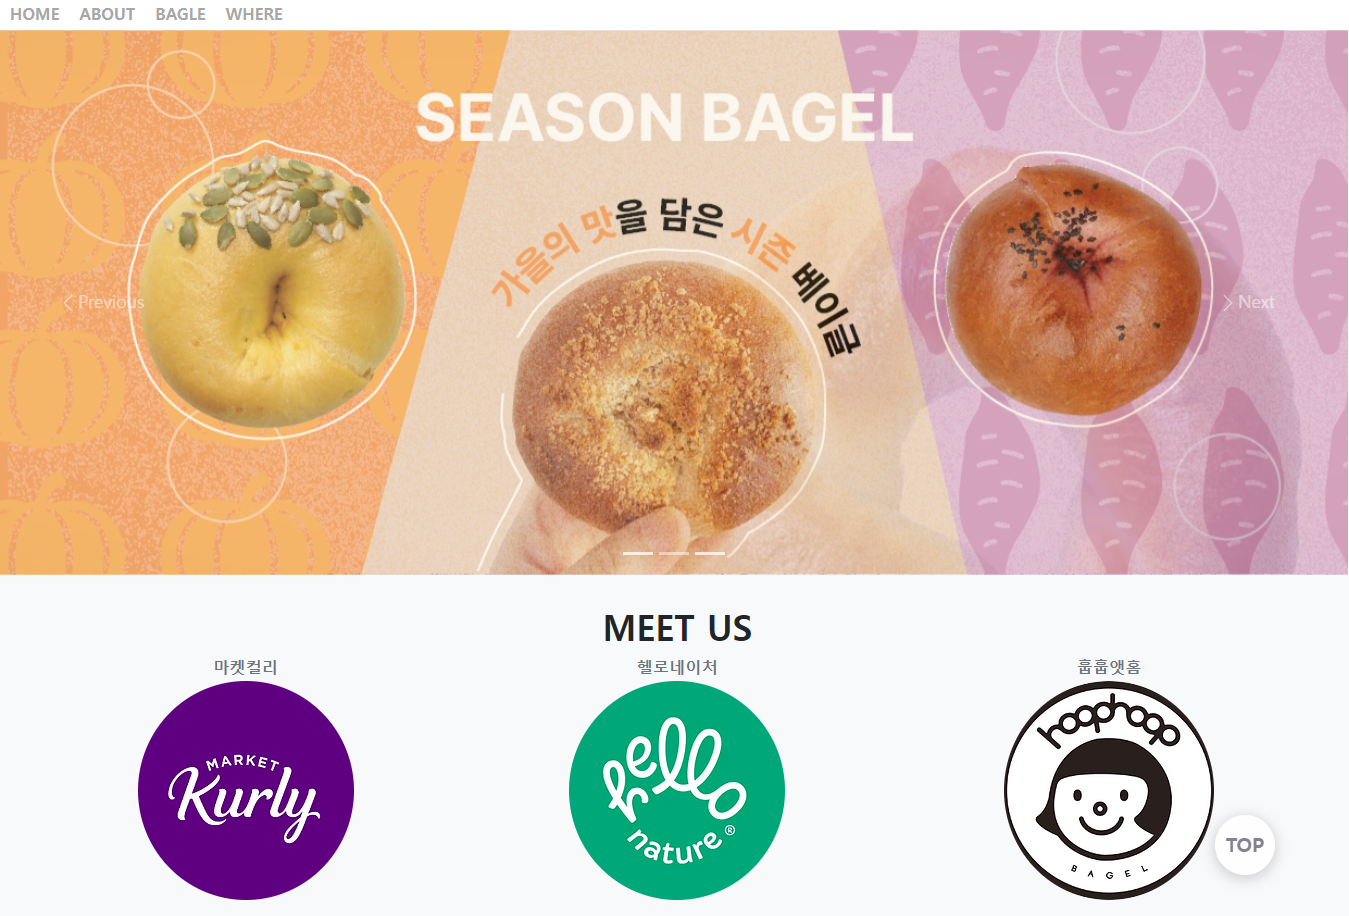 HOME ABOUT BAGLE WHERE
SEASON BAGEL
가을의 맛을 담은 시즌 베이글
Previous
Next
MEET US
마켓컬리 헬로네이처 훕훕앳홈
MARKET
Kurly
hello
nature®
hoophoop
BAGEL
TOP